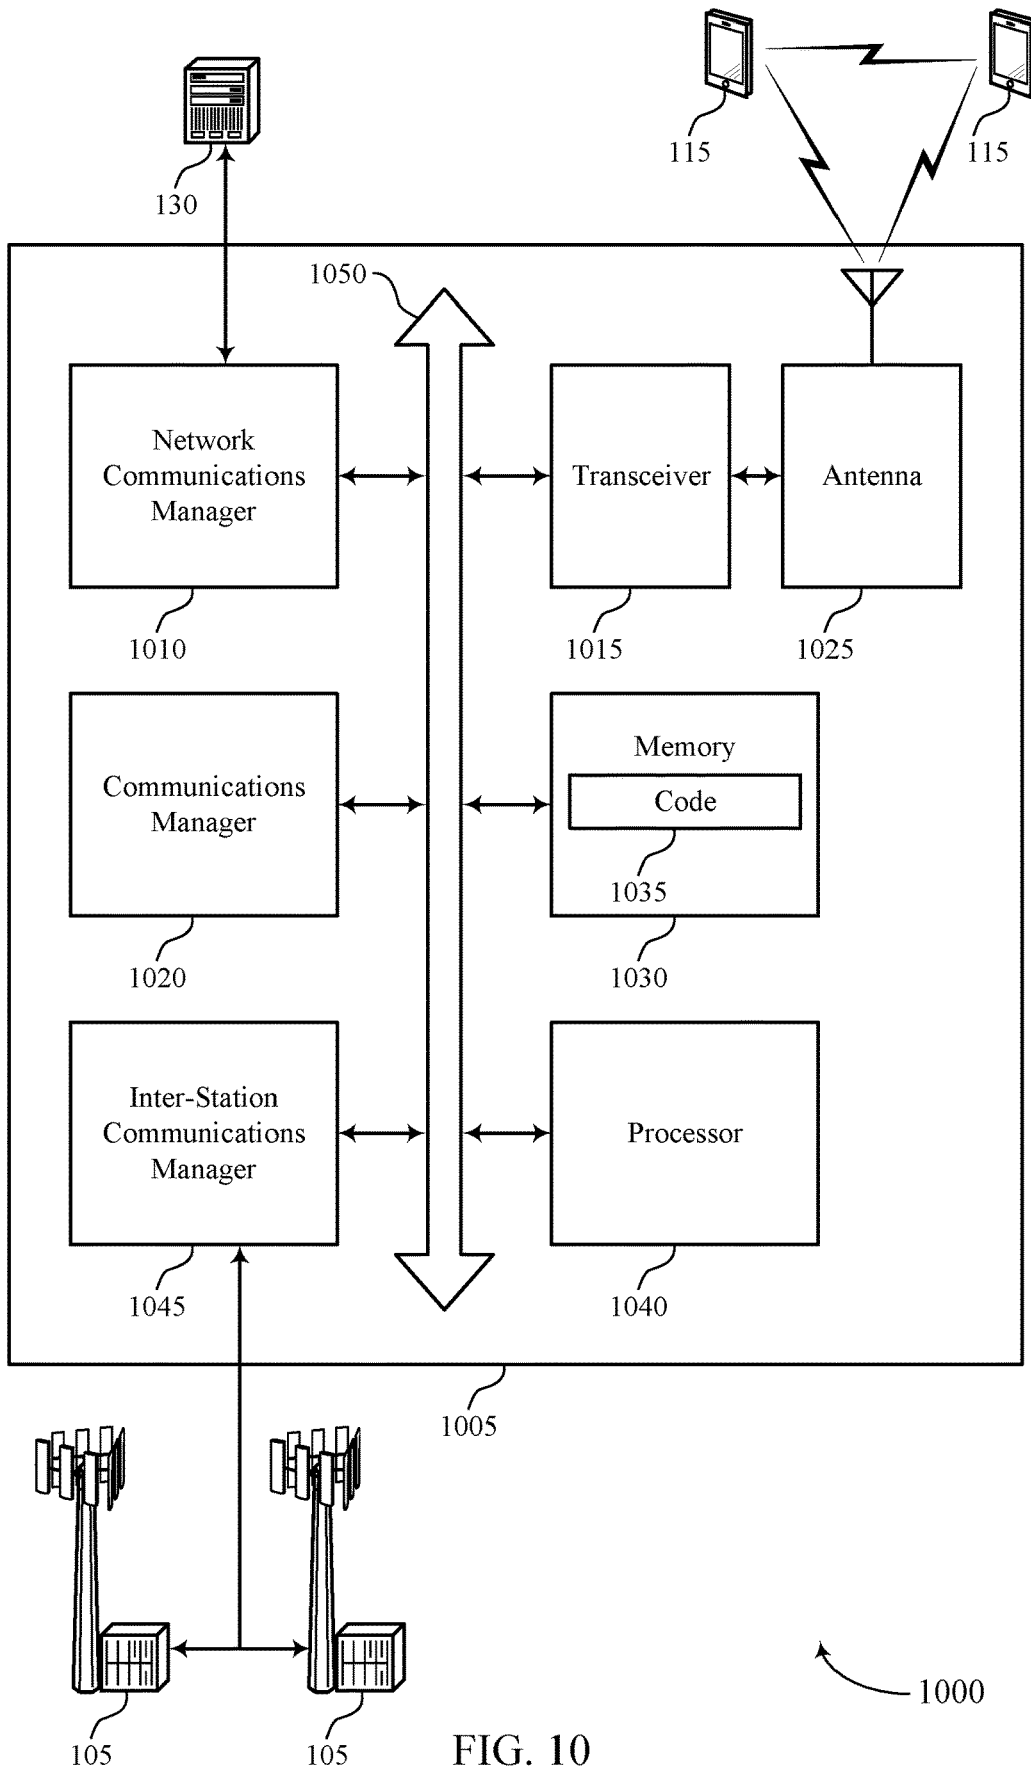 115
115
130
1050
Network
Communications
Manager
Transceiver
Antenna
1010
1015
1025
Communications
Manager
Memory
Code
1035
1020
1030
Inter-Station
Communications
Manager
Processor
1045
1040
1005
1000
105
105
FIG. 10